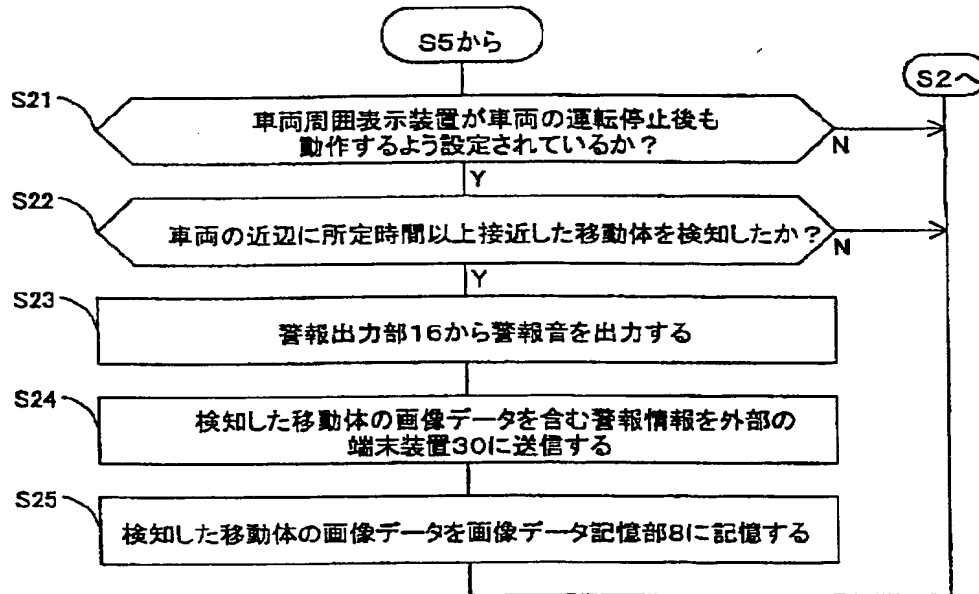 S5から
S2へ
S21
車両周囲表示装置が車両の運転停止後も
動作するよう設定されているか?
N
Y
S22
車両の近辺に所定時間以上接近した移動体を検知したか?
N
Y
S23
警報出力部16から警報音を出力する
S24
検知した移動体の画像データを含む警報情報を外部の
端末装置30に送信する
S25
検知した移動体の画像データを画像データ記憶部8に記憶する